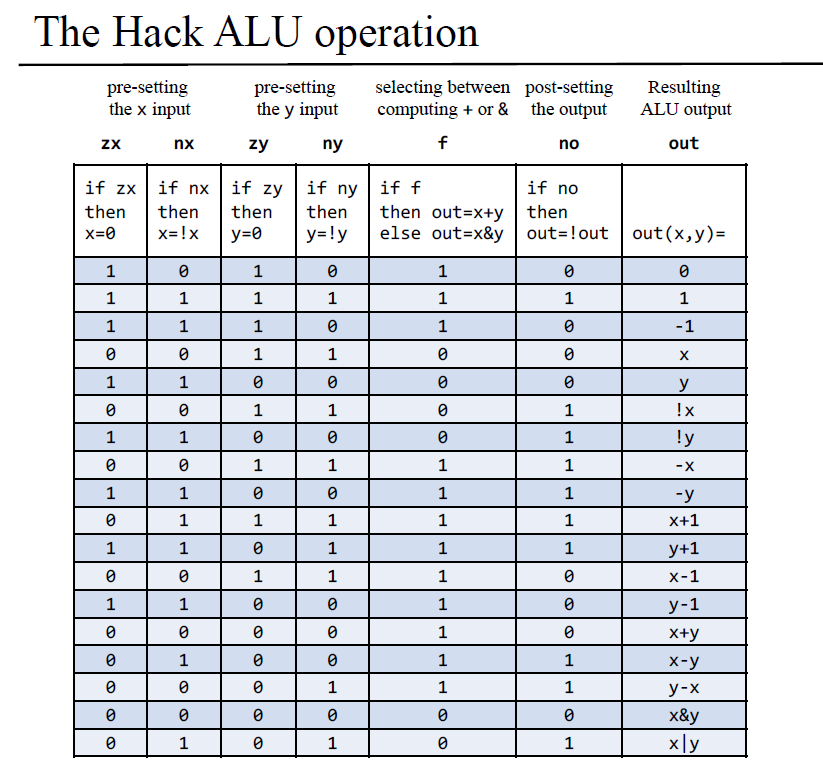 The Hack ALU operation
pre-setting the x input pre-setting the y input selecting between computing + or & post-setting the output Resulting ALU output
zx nx zy ny f no out
if zx then x=0 if nx then x=!x if zy then y=0 if ny then y=!y if f then out=x+y else out=x&y if no then out=!out out(x,y)=
1 0 1 0 1 0 0
1 1 1 1 1 1 1
1 1 1 0 1 0 -1
0 0 1 1 0 0 x
1 1 0 0 0 0 y
0 0 1 1 0 1 !x
1 1 0 0 0 1 !y
0 0 1 1 1 1 -x
1 1 0 0 1 1 -y
0 1 1 1 1 1 x+1
1 1 0 1 1 1 y+1
0 0 1 1 1 0 x-1
1 1 0 0 1 0 y-1
0 0 0 0 1 0 x+y
0 1 0 0 1 1 x-y
0 0 0 1 1 1 y-x
0 0 0 0 0 0 x&y
0 1 0 1 0 1 x|y